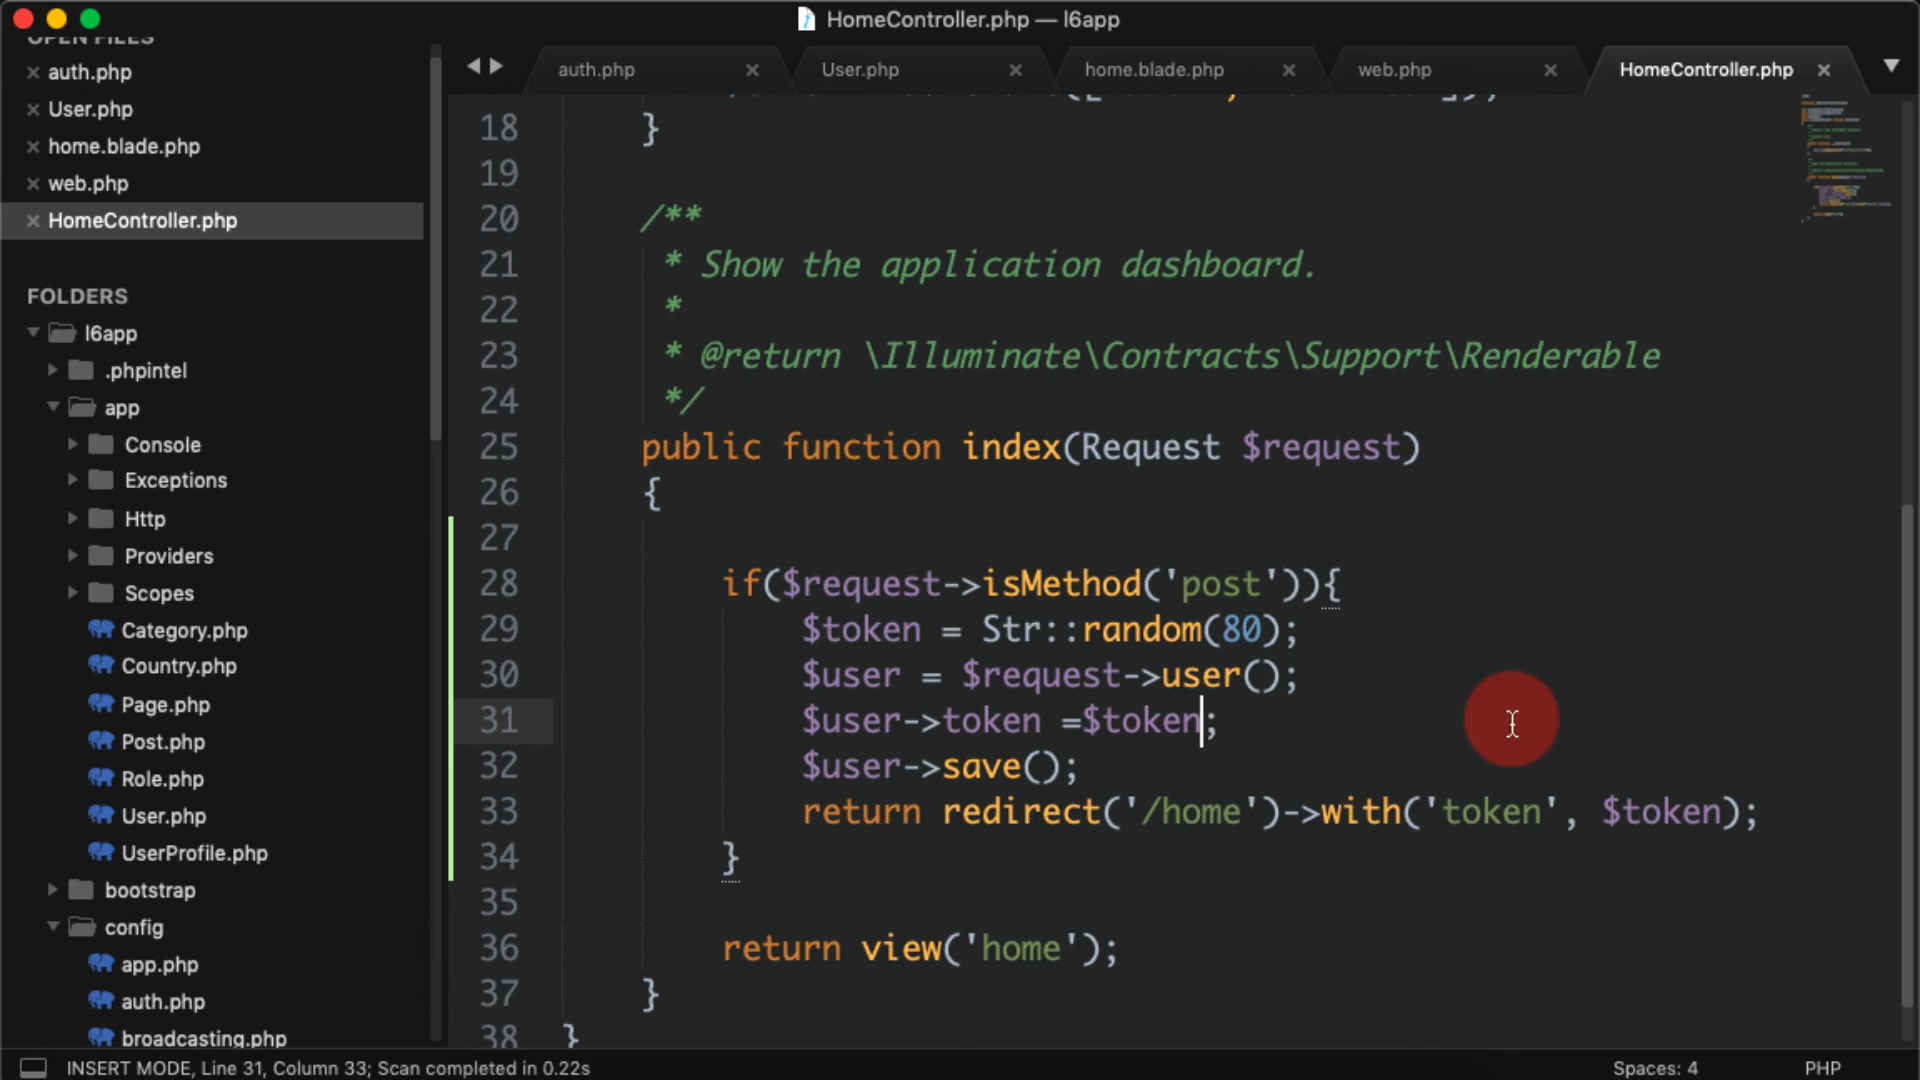 HomeController.php — l6app
OPEN FILES
auth.php
User.php
home.blade.php
web.php
HomeController.php
FOLDERS
l6app
.phpintel
app
Console
Exceptions
Http
Providers
Scopes
Category.php
Country.php
Page.php
Post.php
Role.php
User.php
UserProfile.php
bootstrap
config
app.php
auth.php
broadcasting.php
auth.php
User.php
home.blade.php
web.php
HomeController.php
18 }
19
20 /**
21 * Show the application dashboard.
22 *
23 * @return \Illuminate\Contracts\Support\Renderable
24 */
25 public function index(Request $request)
26 {
27
28 if($request->isMethod('post')){
29 $token = Str::random(80);
30 $user = $request->user();
31 $user->token =$token;
32 $user->save();
33 return redirect('/home')->with('token', $token);
34 }
35
36 return view('home');
37 }
38 }
INSERT MODE, Line 31, Column 33; Scan completed in 0.22s
Spaces: 4
PHP